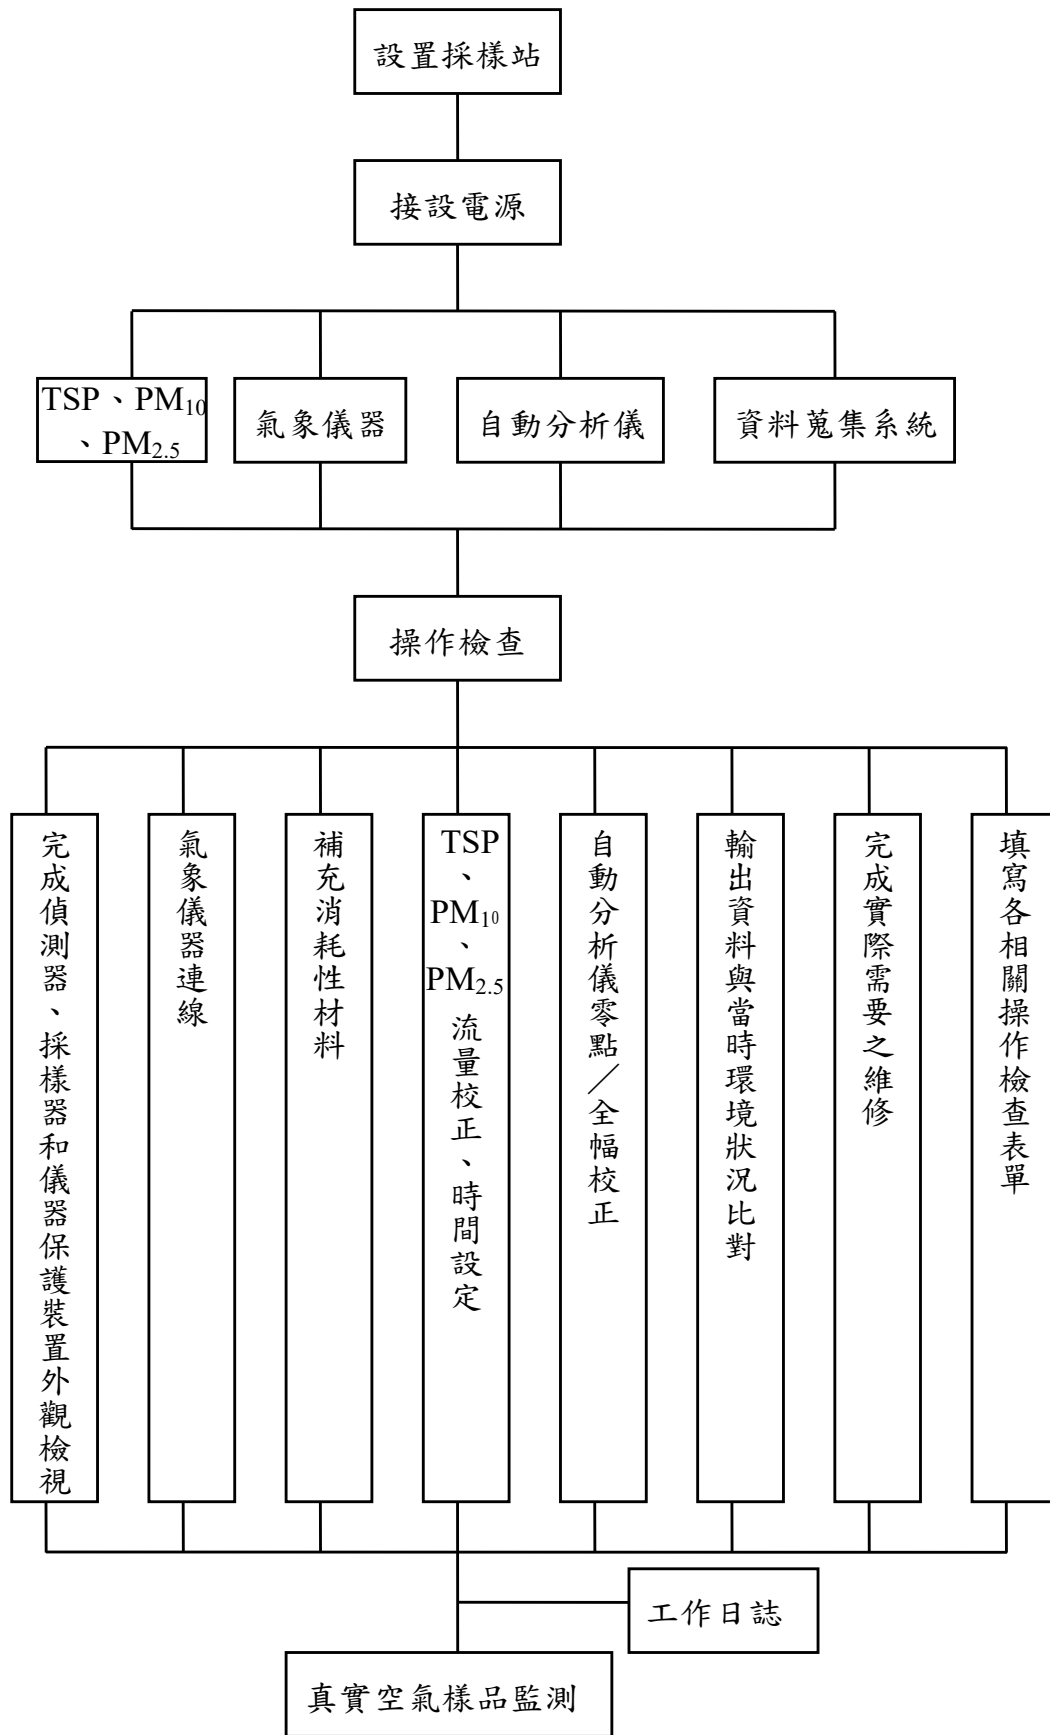 設置採樣站
接設電源
TSP、PM10
、PM2.5
氣象儀器
自動分析儀
資料蒐集系統
操作檢查
完成偵測器、採樣器和儀器保護裝置外觀檢視
氣象儀器連線
補充消耗性材料
TSP
、
PM10
、
PM2.5
流量校正、時間設定
自動分析儀零點／全幅校正
輸出資料與當時環境狀況比對
完成實際需要之維修
填寫各相關操作檢查表單
工作日誌
真實空氣樣品監測